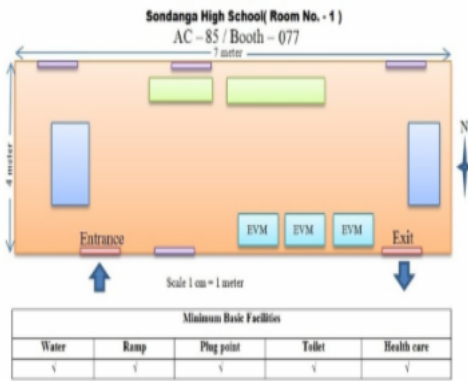 Sondanga High School( Room No. - 1 )
AC – 85 / Booth – 077
7 meter
4 meter
N
EVM EVM EVM
Entrance Exit
Scale 1 cm = 1 meter
Minimum Basic Facilities
Water Ramp Plug point Toilet Health care
√ √ √ √ √